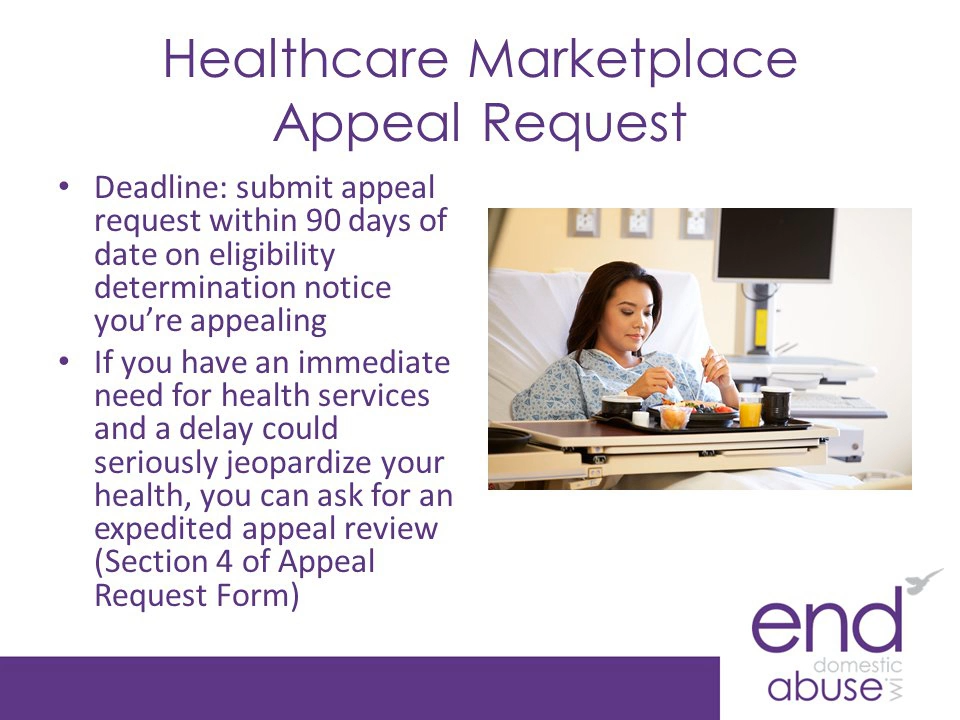 Healthcare Marketplace
Appeal Request
• Deadline: submit appeal
request within 90 days of
date on eligibility
determination notice
you’re appealing
• If you have an immediate
need for health services
and a delay could
seriously jeopardize your
health, you can ask for an
expedited appeal review
(Section 4 of Appeal
Request Form)
end
domestic
abuse
wi